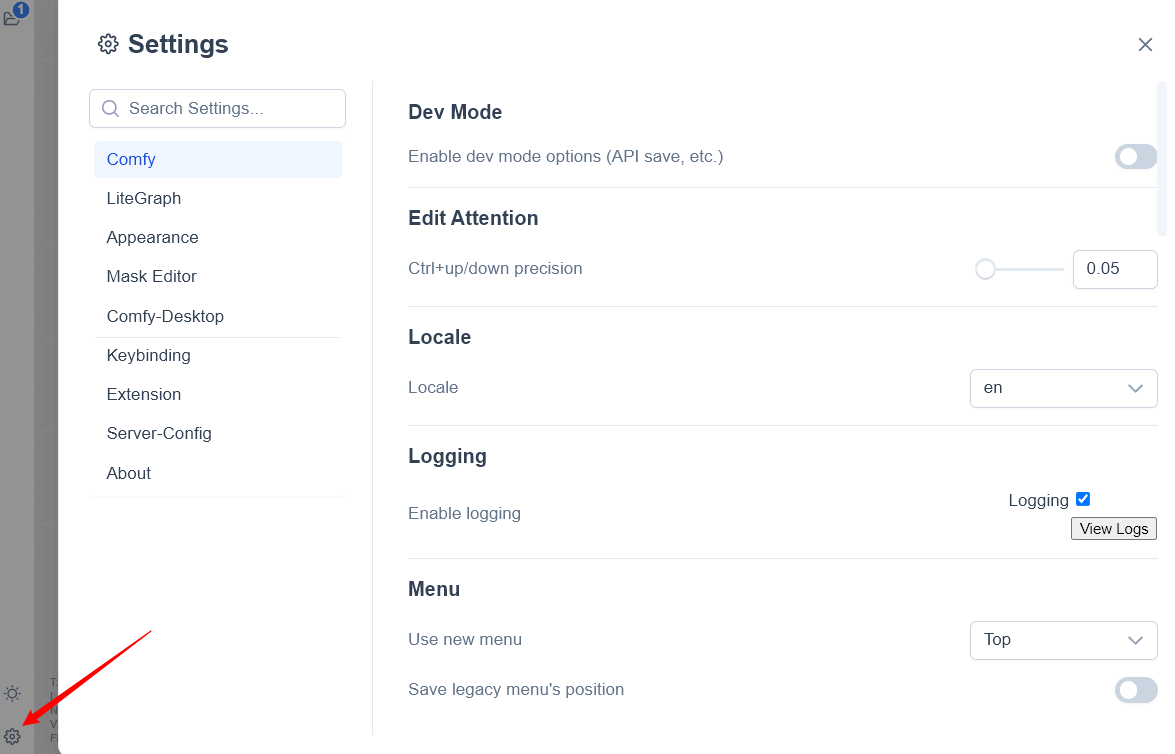 1
Settings
Search Settings...
Comfy
LiteGraph
Appearance
Mask Editor
Comfy-Desktop
Keybinding
Extension
Server-Config
About
Dev Mode
Enable dev mode options (API save, etc.)
Edit Attention
Ctrl+up/down precision
0.05
Locale
Locale
en
Logging
Enable logging
Logging
View Logs
Menu
Use new menu
Top
Save legacy menu's position